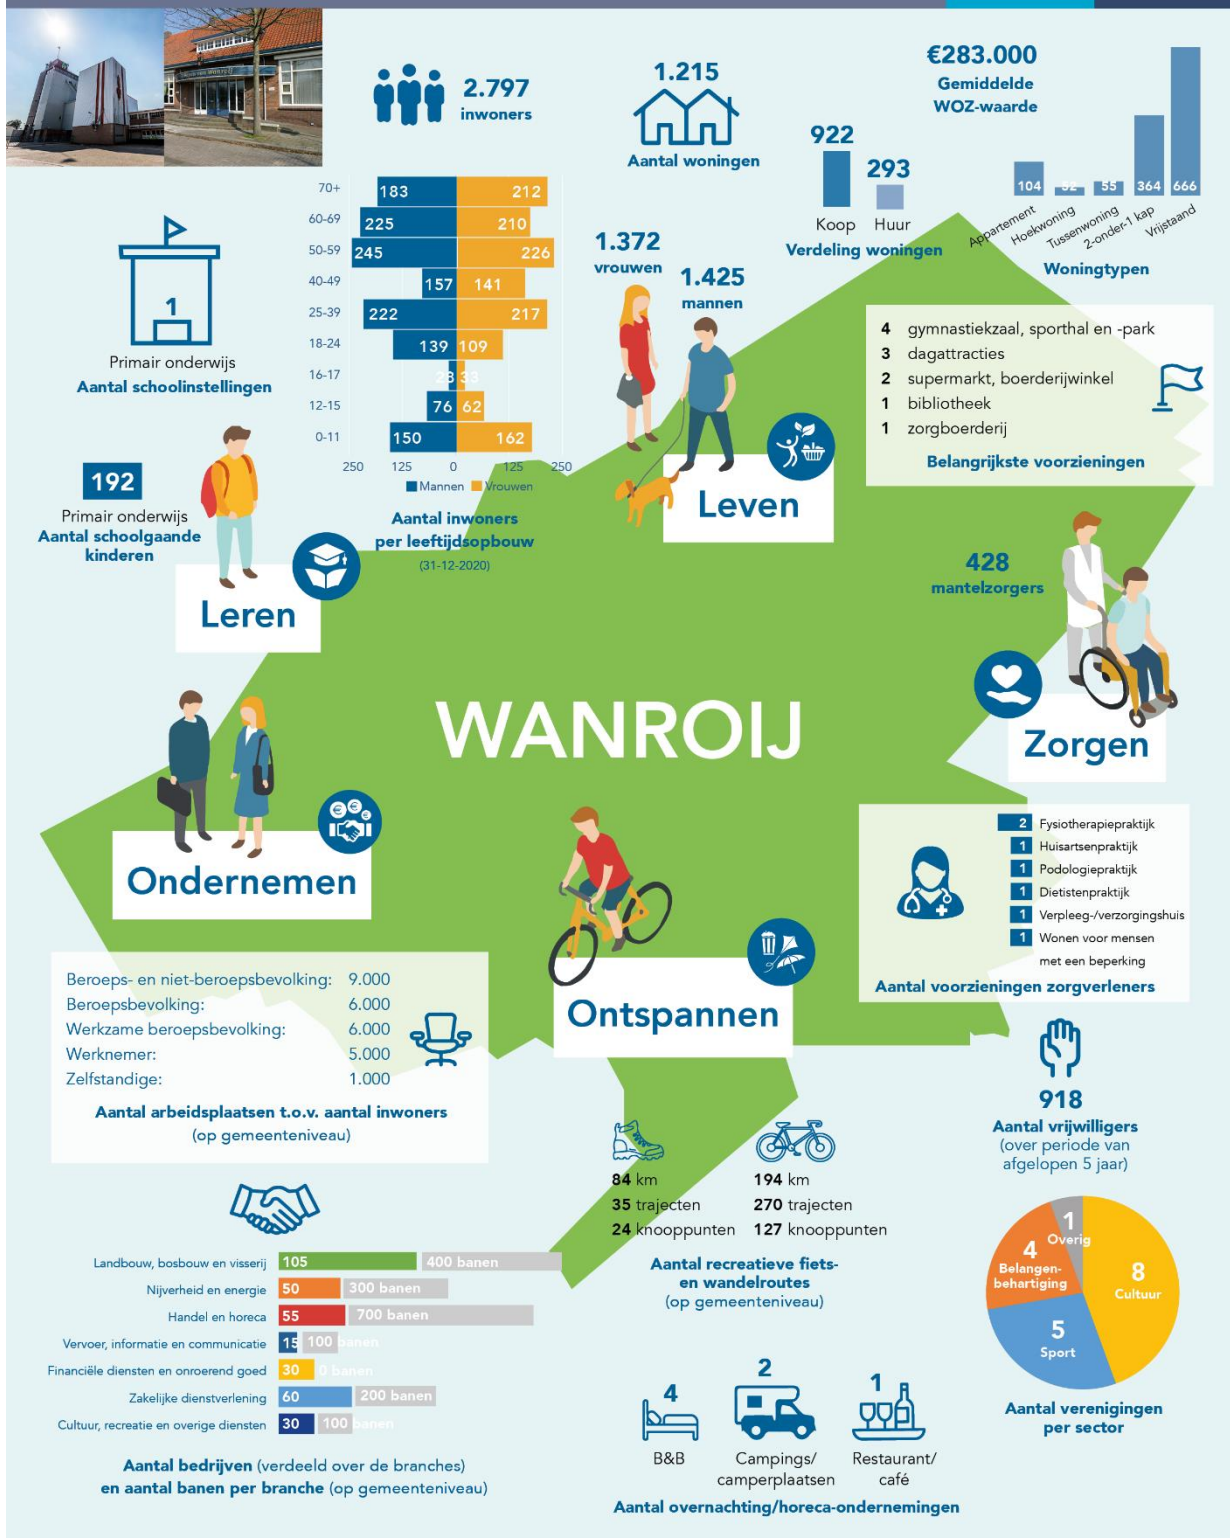 2.797
inwoners
1.215
Aantal woningen
922
293
Koop
Huur
Verdeling woningen
€283.000
Gemiddelde
WOZ-waarde
104
52
55
364
666
Appartement
Hoekwoning
Tussenwoning
2-onder-1 kap
Vrijstaand
Woningtypen
1
Primair onderwijs
Aantal schoolinstellingen
192
Primair onderwijs
Aantal schoolgaande
kinderen
Leren
70+ 183 212
60-69 225 210
50-59 245 226
40-49 157 141
25-39 222 217
18-24 139 109
16-17 28 33
12-15 76 62
0-11 150 162
250 125 0 125 250
Mannen Vrouwen
Aantal inwoners
per leeftijdsopbouw
(31-12-2020)
1.372
vrouwen
1.425
mannen
Leven
4 gymnastiekzaal, sporthal en -park
3 dagattracties
2 supermarkt, boerderijwinkel
1 bibliotheek
1 zorgboerderij
Belangrijkste voorzieningen
428
mantelzorgers
Zorgen
WANROIJ
2 Fysiotherapiepraktijk
1 Huisartsenpraktijk
1 Podologiepraktijk
1 Dietistenpraktijk
1 Verpleeg-/verzorgingshuis
1 Wonen voor mensen
met een beperking
Aantal voorzieningen zorgverleners
Ondernemen
Beroeps- en niet-beroepsbevolking: 9.000
Beroepsbevolking: 6.000
Werkzame beroepsbevolking: 6.000
Werknemer: 5.000
Zelfstandige: 1.000
Aantal arbeidsplaatsen t.o.v. aantal inwoners
(op gemeenteniveau)
Landbouw, bosbouw en visserij 105 400 banen
Nijverheid en energie 50 300 banen
Handel en horeca 55 700 banen
Vervoer, informatie en communicatie 15 100 banen
Financiële diensten en onroerend goed 30 0 banen
Zakelijke dienstverlening 60 200 banen
Cultuur, recreatie en overige diensten 30 100 banen
Aantal bedrijven (verdeeld over de branches)
en aantal banen per branche (op gemeenteniveau)
Ontspannen
84 km
35 trajecten
24 knooppunten
194 km
270 trajecten
127 knooppunten
Aantal recreatieve fiets-
en wandelroutes
(op gemeenteniveau)
4
B&B
2
Campings/
camperplaatsen
1
Restaurant/
café
Aantal overnachting/horeca-ondernemingen
918
Aantal vrijwilligers
(over periode van
afgelopen 5 jaar)
1
Overig
4
Belangen-
behartiging
8
Cultuur
5
Sport
Aantal verenigingen
per sector